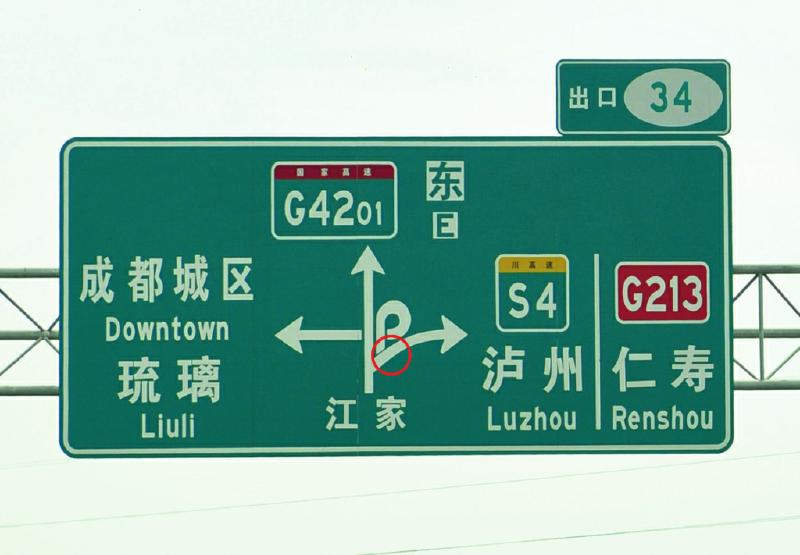 出口 34
国家高速
G4201
东
E
成都城区
Downtown
琉璃
Liuli
江家
川高速
S4
泸州
Luzhou
G213
仁寿
Renshou